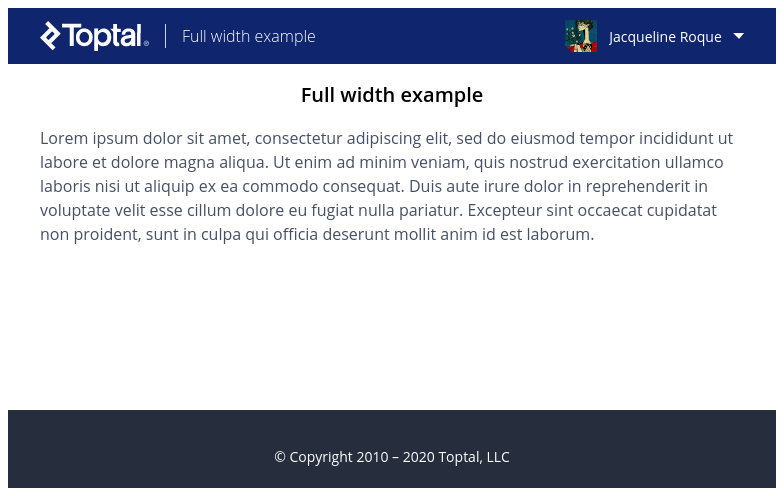 Toptal® Full width example Jacqueline Roque
Full width example
Lorem ipsum dolor sit amet, consectetur adipiscing elit, sed do eiusmod tempor incididunt ut
labore et dolore magna aliqua. Ut enim ad minim veniam, quis nostrud exercitation ullamco
laboris nisi ut aliquip ex ea commodo consequat. Duis aute irure dolor in reprehenderit in
voluptate velit esse cillum dolore eu fugiat nulla pariatur. Excepteur sint occaecat cupidatat
non proident, sunt in culpa qui officia deserunt mollit anim id est laborum.
© Copyright 2010 – 2020 Toptal, LLC